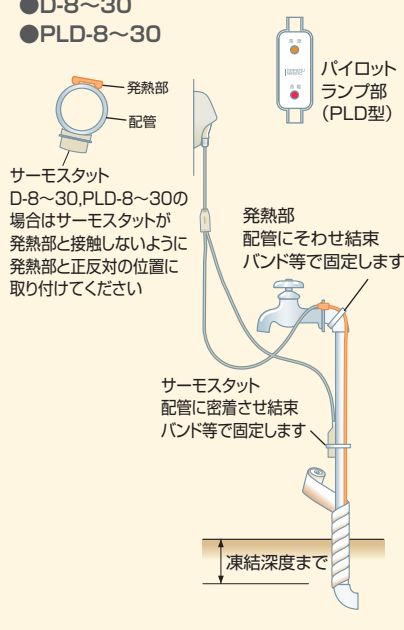 ●D-8～30
●PLD-8～30
発熱部
配管
サーモスタット
D-8～30,PLD-8～30の
場合はサーモスタットが
発熱部と接触しないように
発熱部と正反対の位置に
取り付けてください
パイロット
ランプ部
(PLD型)
発熱部
配管にそわせ結束
バンド等で固定します
サーモスタット
配管に密着させ結束
バンド等で固定します
凍結深度まで